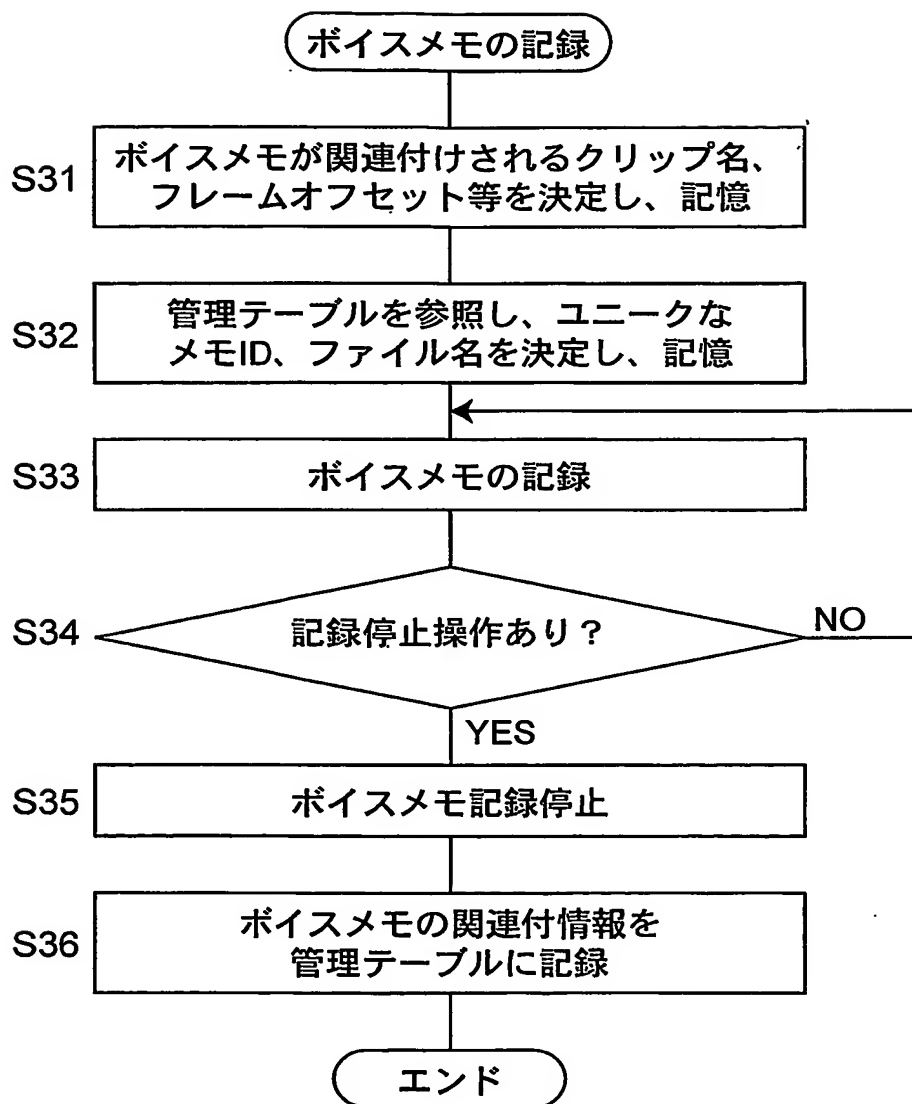 ボイスメモの記録
S31
ボイスメモが関連付けされるクリップ名、
フレームオフセット等を決定し、記憶
S32
管理テーブルを参照し、ユニークな
メモID、ファイル名を決定し、記憶
S33
ボイスメモの記録
S34
記録停止操作あり？
NO
YES
S35
ボイスメモ記録停止
S36
ボイスメモの関連付情報を
管理テーブルに記録
エンド